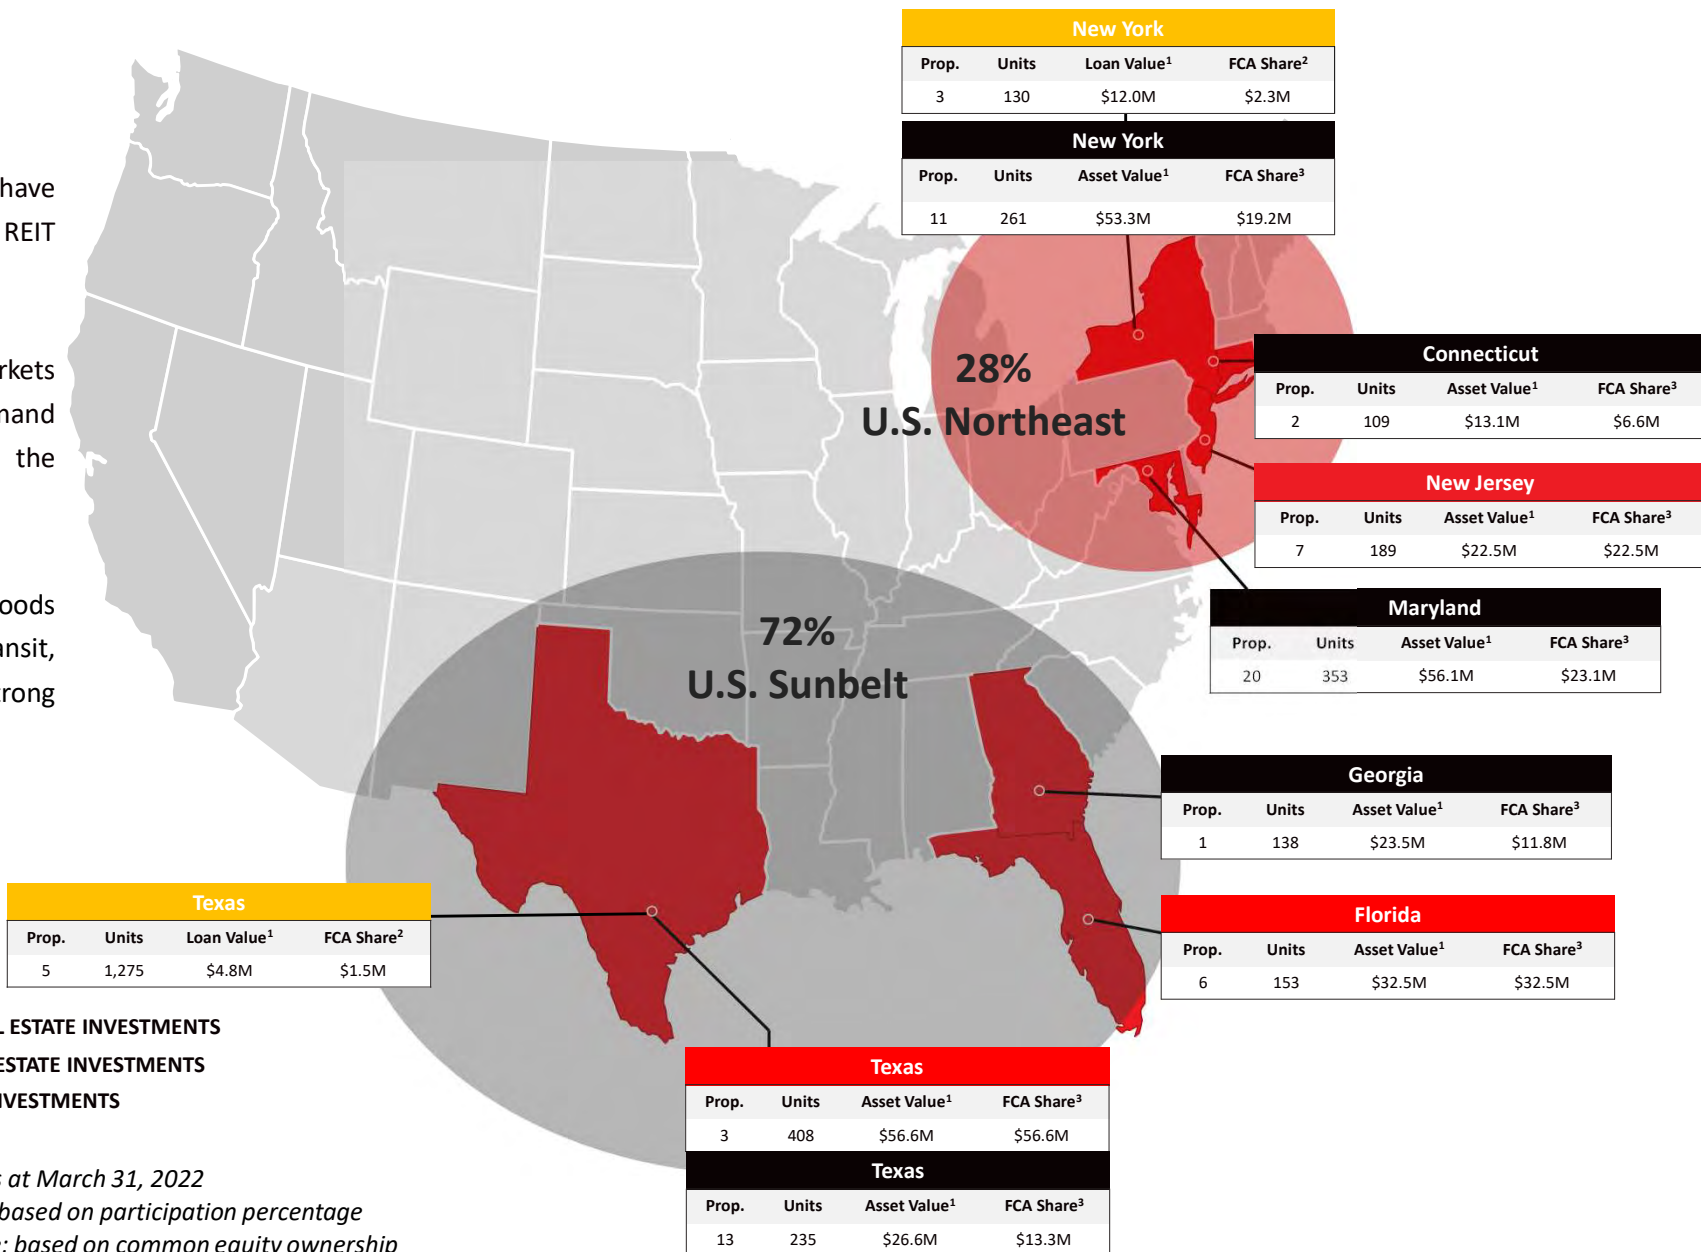 have
REIT
rkets
mand
the
oods
ansit,
trong
New York
Prop. Units Loan Value¹ FCA Share²
3 130 $12.0M $2.3M
New York
Prop. Units Asset Value¹ FCA Share³
11 261 $53.3M $19.2M
28%
U.S. Northeast
Connecticut
Prop. Units Asset Value¹ FCA Share³
2 109 $13.1M $6.6M
New Jersey
Prop. Units Asset Value¹ FCA Share³
7 189 $22.5M $22.5M
Maryland
Prop. Units Asset Value¹ FCA Share³
20 353 $56.1M $23.1M
72%
U.S. Sunbelt
Georgia
Prop. Units Asset Value¹ FCA Share³
1 138 $23.5M $11.8M
Florida
Prop. Units Asset Value¹ FCA Share³
6 153 $32.5M $32.5M
Texas
Prop. Units Loan Value¹ FCA Share²
5 1,275 $4.8M $1.5M
Texas
Prop. Units Asset Value¹ FCA Share³
3 408 $56.6M $56.6M
Texas
Prop. Units Asset Value¹ FCA Share³
13 235 $26.6M $13.3M
L ESTATE INVESTMENTS
ESTATE INVESTMENTS
NVESTMENTS
s at March 31, 2022
based on participation percentage
e; based on common equity ownership